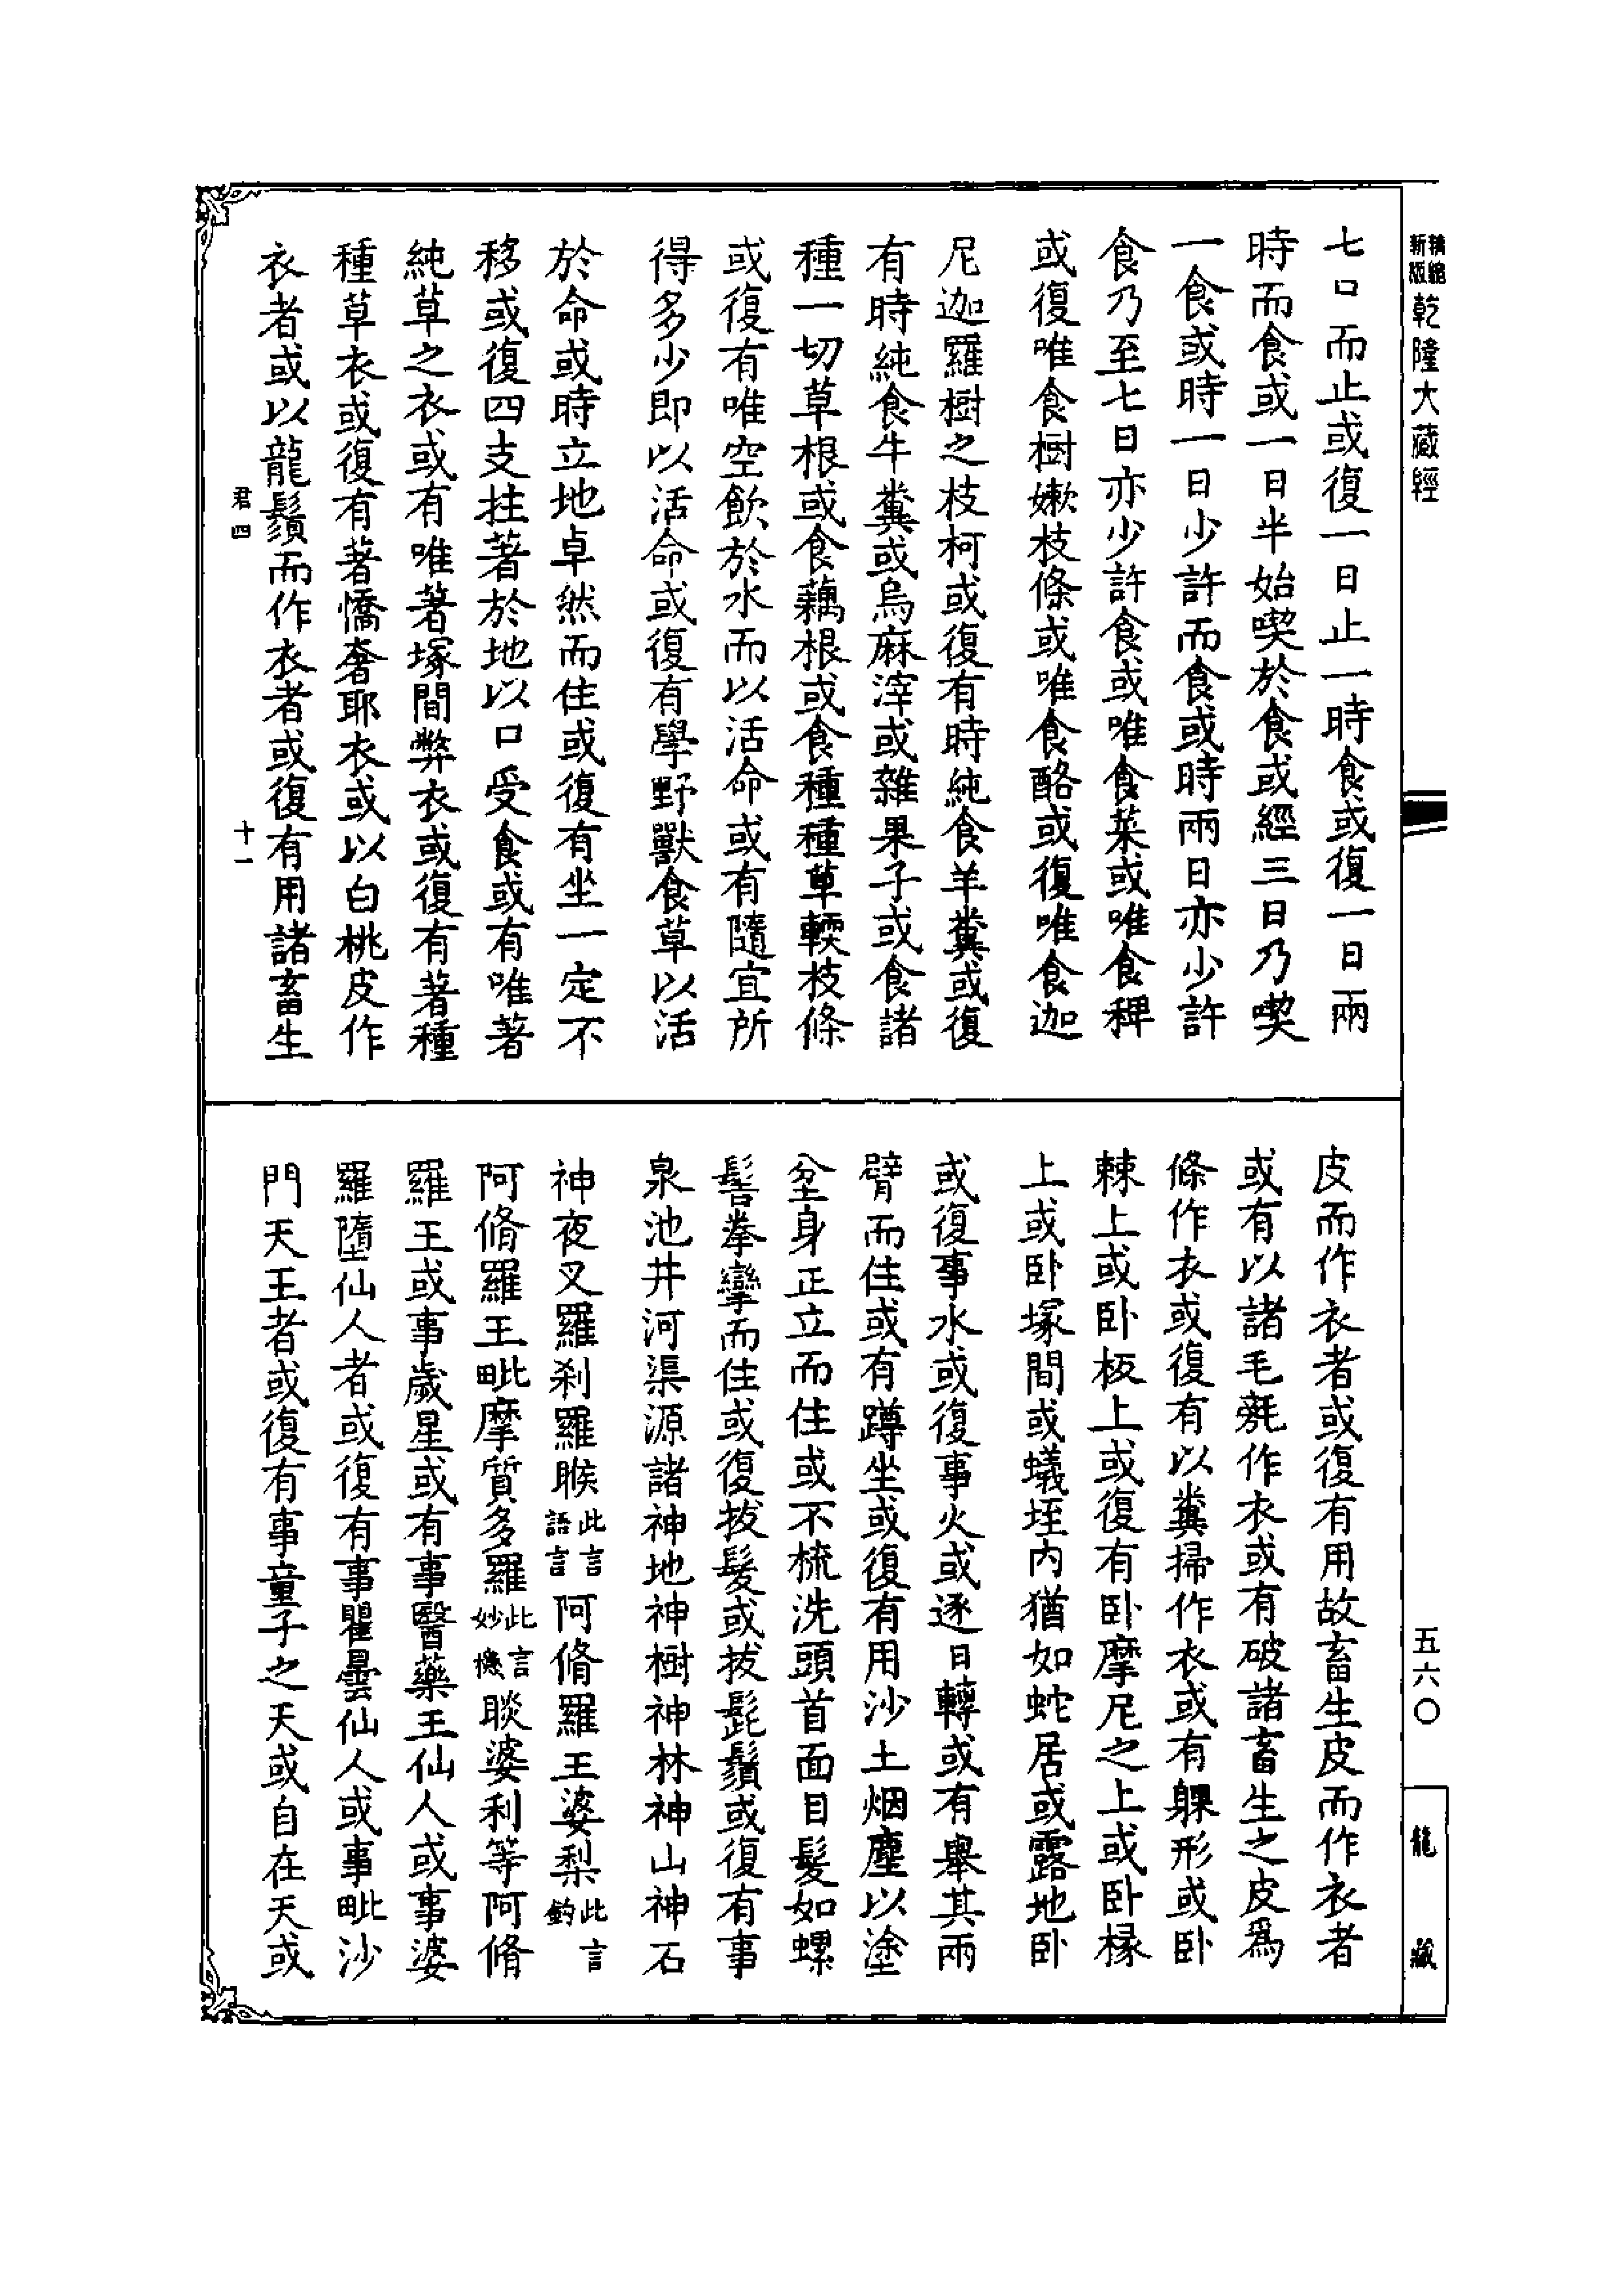 新版
精縮
乾隆大藏經
七口而止或復一日止一時食或復一日兩
時而食或一日半始喫於食或經三日乃喫
一食或時一日少許而食或時兩日亦少許
食乃至七日亦少許食或唯食菜或唯食稗
或復唯食樹嫩枝條或唯食酪或復唯食迦
尼迦羅樹之枝柯或復有時純食羊糞或復
有時純食牛糞或烏麻滓或雜果子或食諸
種一切草根或食藕根或食種種草輭枝條
或復有唯空飲於水而以活命或有隨宜所
得多少即以活命或復有學野獸食草以活
於命或時立地卓然而住或復有坐一定不
移或復四支拄著於地以口受食或有唯著
純草之衣或有唯著塚間弊衣或復有著種
種草衣或復有著憍奢耶衣或以白桃皮作
衣者或以龍鬚而作衣者或復有用諸畜生
君四
十一
皮而作衣者或復有用故畜生皮而作衣者
或有以諸毛毻作衣或有破諸畜生之皮爲
條作衣或復有以糞掃作衣或有躶形或卧
棘上或卧板上或復有卧摩尼之上或卧椽
上或卧塚間或蟻垤内猶如蛇居或露地卧
或復事水或復事火或逐日轉或有舉其兩
臂而住或有蹲坐或復有用沙土烟塵以塗
坌身正立而住或不梳洗頭首面目髮如螺
髻拳攣而住或復拔髮或拔髭鬚或復有事
泉池井河渠源諸神地神樹神林神山神石
神夜叉羅刹羅睺此言語言阿脩羅王婆梨此言鈎
阿脩羅王毗摩質多羅此言妙機睒婆利等阿脩
羅王或事歲星或有事醫藥王仙人或事婆
羅墮仙人者或復有事瞿曇仙人或事毗沙
門天王者或復有事童子之天或自在天或
五六〇
龍藏